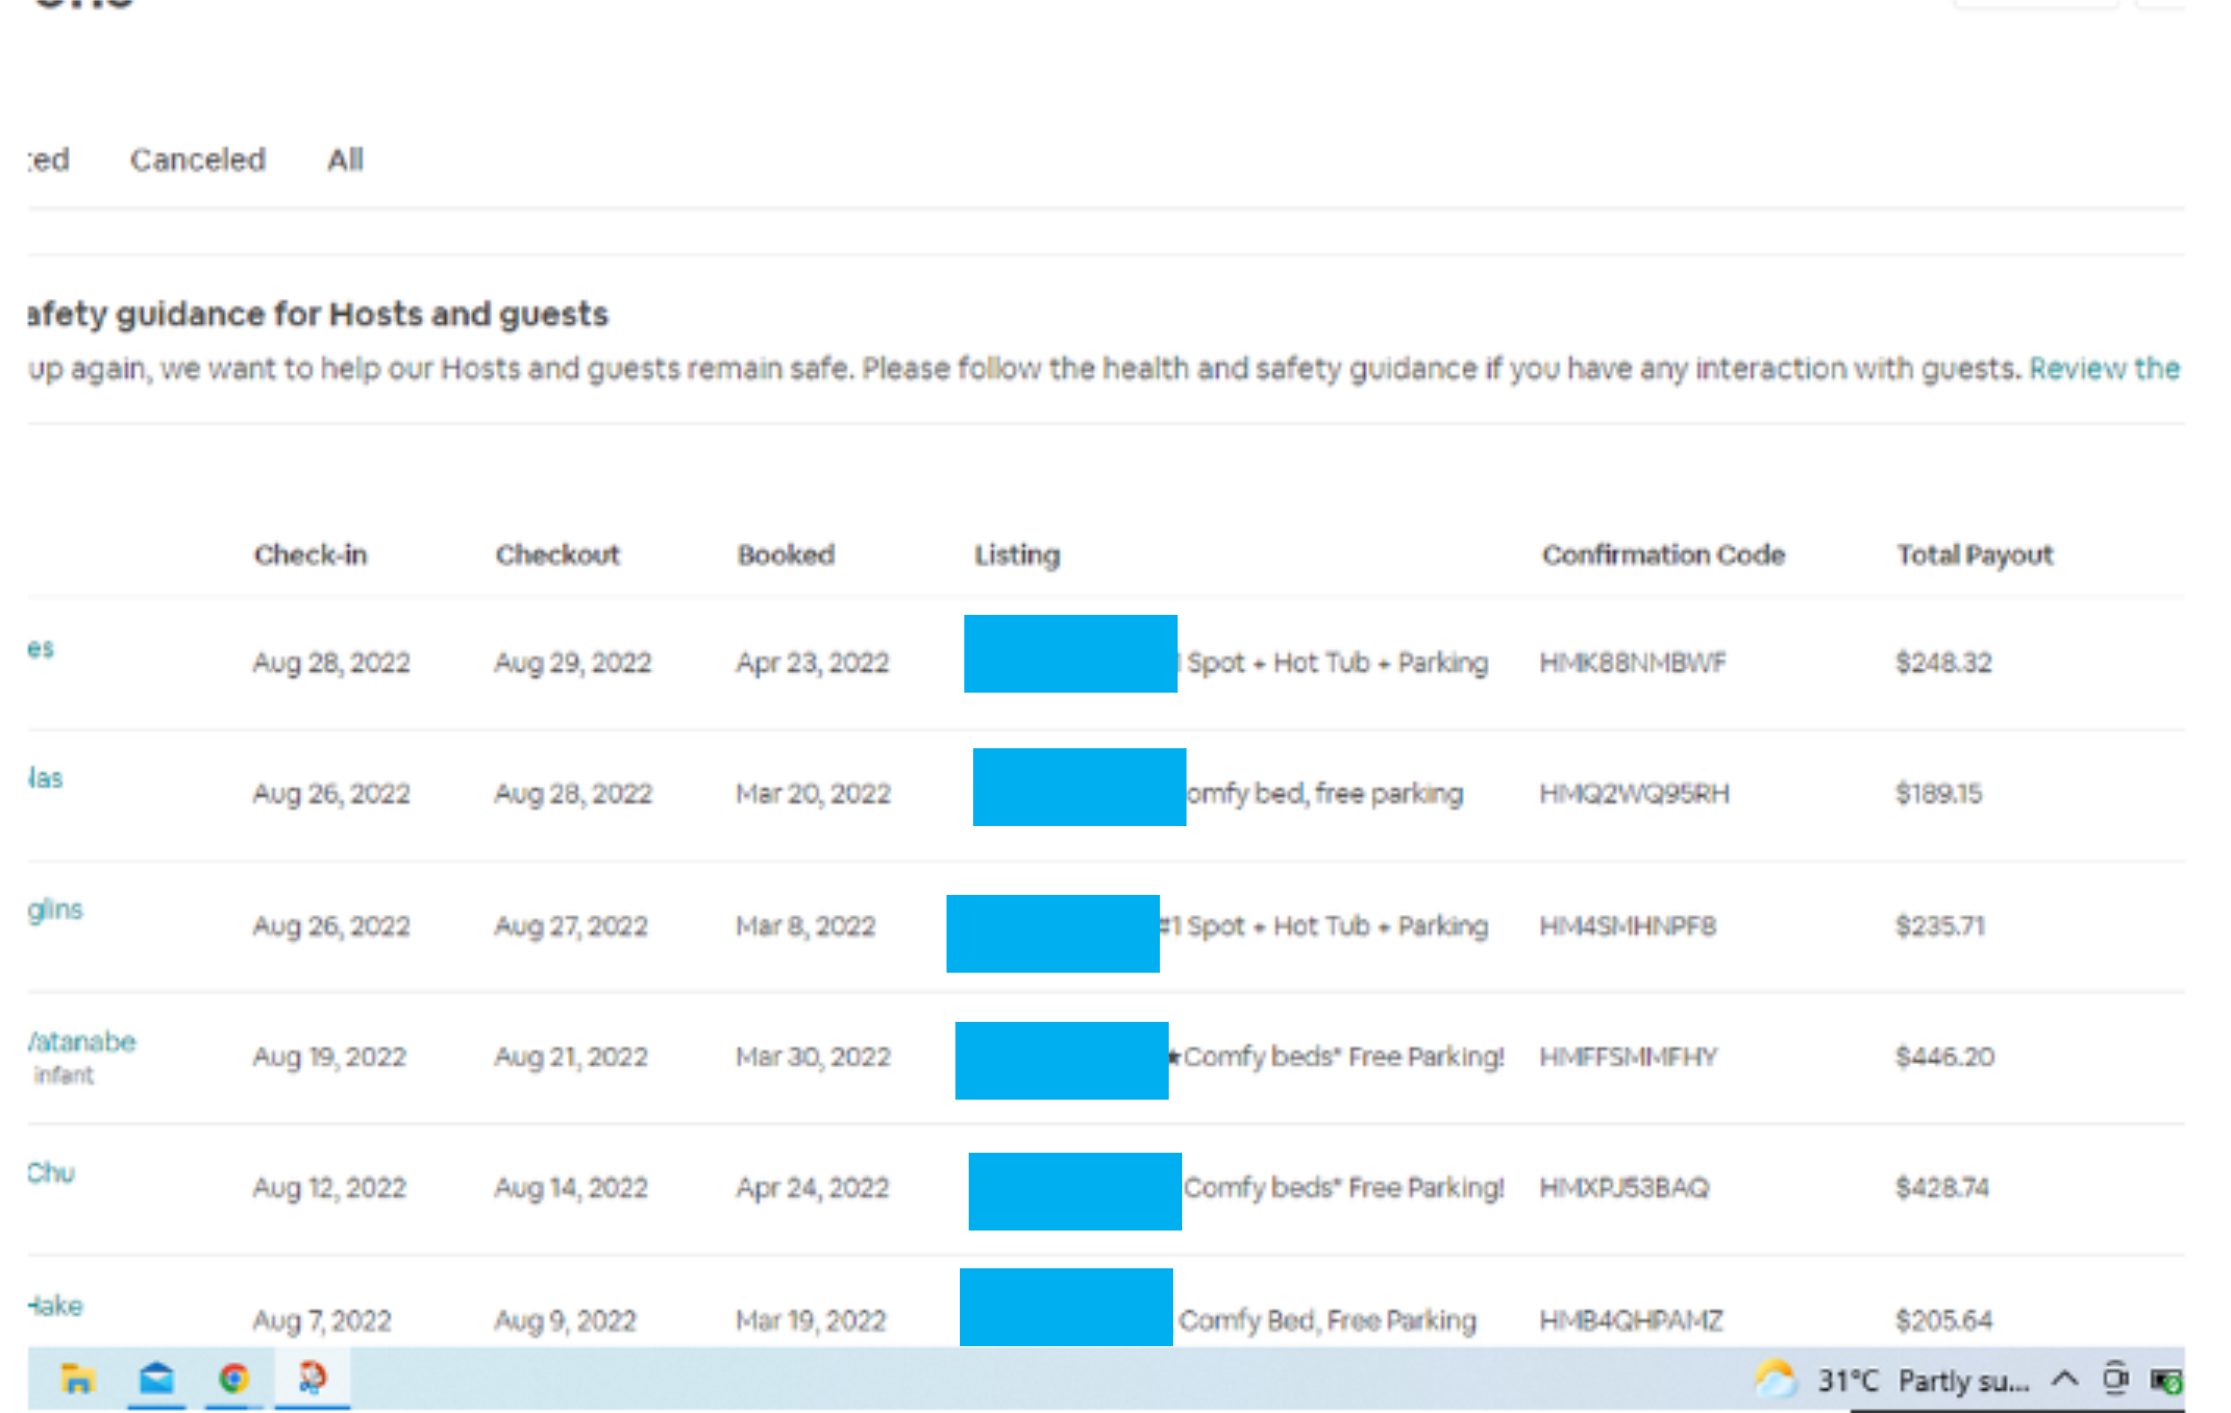 Canceled All
guidance for Hosts and guests
up again, we want to help our Hosts and guests remain safe. Please follow the health and safety guidance if you have any interaction with guests. Review the
Check-in Checkout Booked Listing Confirmation Code Total Payout
es
Aug 28, 2022 Aug 29, 2022 Apr 23, 2022 Spot + Hot Tub + Parking HMK88NMBWF $248.32
las
Aug 26, 2022 Aug 28, 2022 Mar 20, 2022 omfy bed, free parking HMQ2WQ95RH $189.15
glins
Aug 26, 2022 Aug 27, 2022 Mar 8, 2022 #1 Spot + Hot Tub + Parking HM4SMHNPF8 $235.71
atanabe
infant
Aug 19, 2022 Aug 21, 2022 Mar 30, 2022 ★Comfy beds* Free Parking! HMFFSMMFHY $446.20
Chu
Aug 12, 2022 Aug 14, 2022 Apr 24, 2022 Comfy beds* Free Parking! HMXPJ53BAQ $428.74
Hake
Aug 7, 2022 Aug 9, 2022 Mar 19, 2022 Comfy Bed, Free Parking HMB4QHPAMZ $205.64
31°C Partly su...